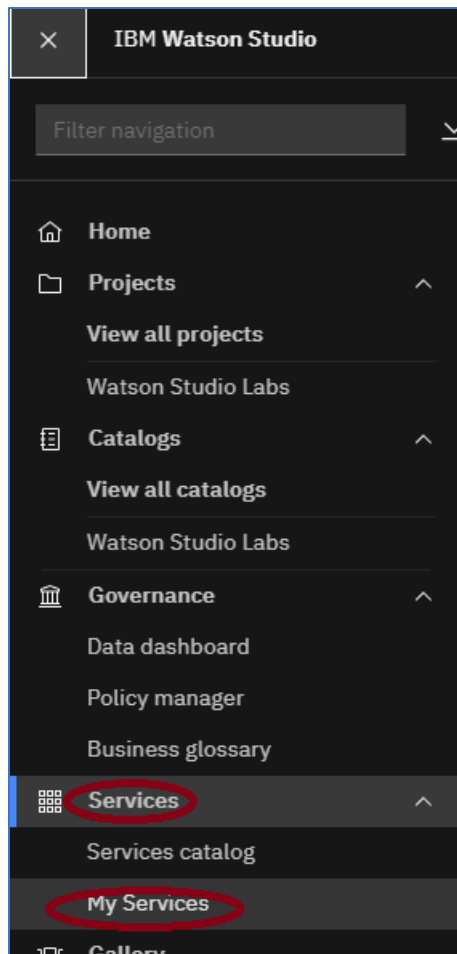 IBM Watson Studio
Filter navigation
Home
Projects
View all projects
Watson Studio Labs
Catalogs
View all catalogs
Watson Studio Labs
Governance
Data dashboard
Policy manager
Business glossary
Services
Services catalog
My Services
Gallery